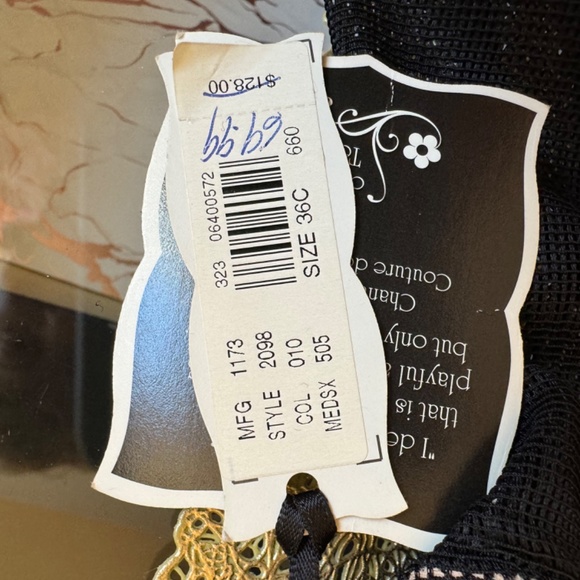 $128.00
69.99
660
323 06400572
SIZE 36C
MFG 1173
STYLE 2098
COL 010
MEDSX 505
"I de
that is
playful
but only
Chan
Couture de